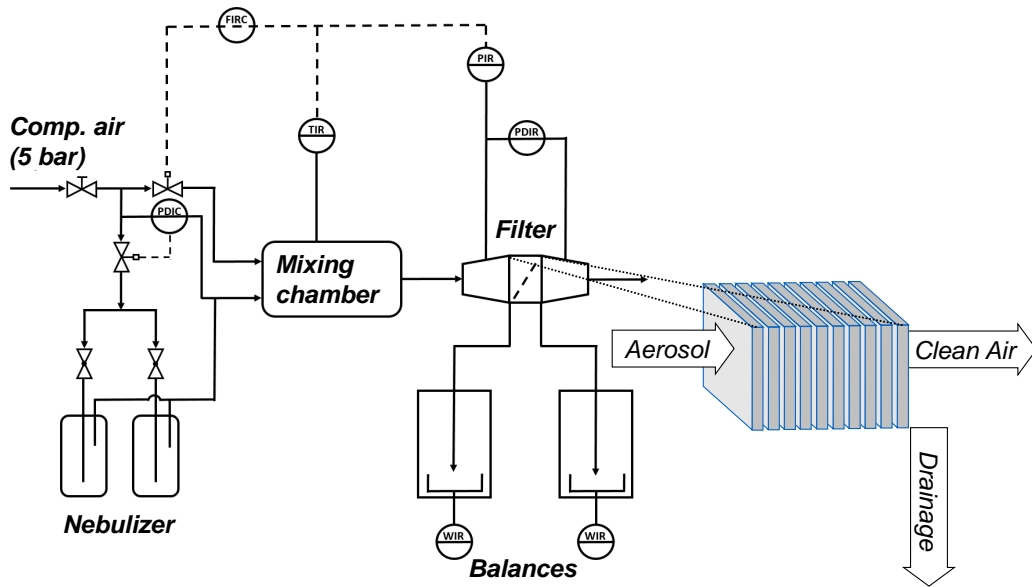 FIRC
PIR
Comp. air
(5 bar)
TIR
PDIR
PDIC
Filter
Mixing
chamber
Aerosol
Clean Air
Drainage
Nebulizer
WIR
WIR
Balances